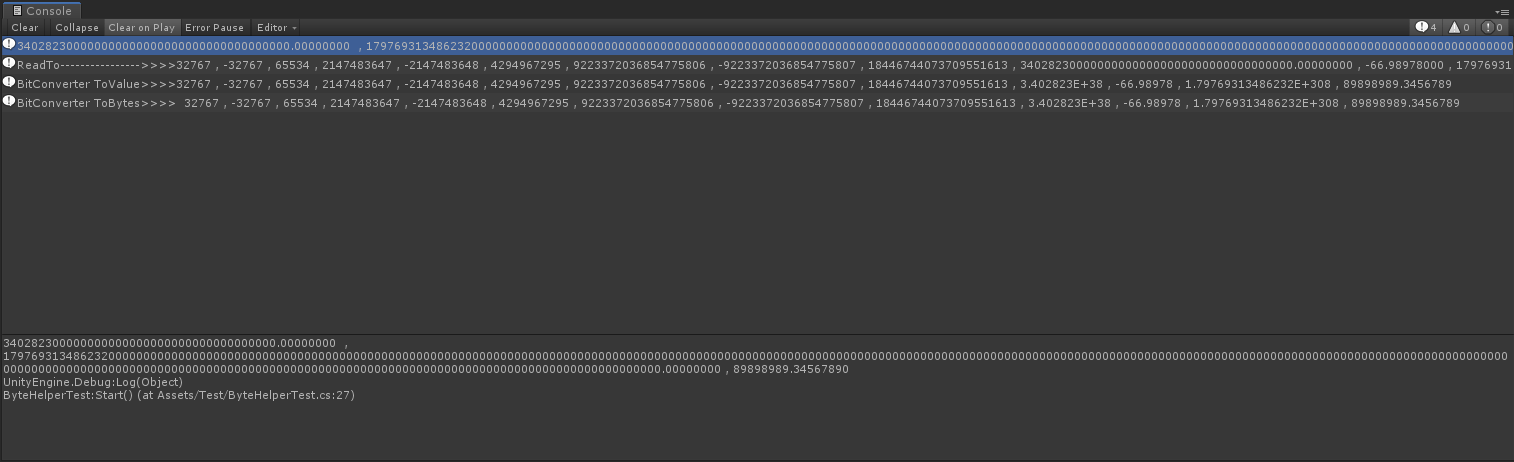 Console
Clear Collapse Clear on Play Error Pause Editor 4 0 0
340282300000000000000000000000000000000.00000000 , 17976931348623200000000000000000000000000000000000000000000000000000000000000000000000000000000000000000000000000000000000000000000000000000000000000000000000000000
ReadTo---------------->>>>32767 , -32767 , 65534 , 2147483647 , -2147483648 , 4294967295 , 9223372036854775806 , -9223372036854775807 , 18446744073709551613 , 340282300000000000000000000000000000000.00000000 , -66.98978000 , 17976931
BitConverter ToValue>>>>32767 , -32767 , 65534 , 2147483647 , -2147483648 , 4294967295 , 9223372036854775806 , -9223372036854775807 , 18446744073709551613 , 3.402823E+38 , -66.98978 , 1.79769313486232E+308 , 89898989.3456789
BitConverter ToBytes>>>> 32767 , -32767 , 65534 , 2147483647 , -2147483648 , 4294967295 , 9223372036854775806 , -9223372036854775807 , 18446744073709551613 , 3.402823E+38 , -66.98978 , 1.79769313486232E+308 , 89898989.3456789
340282300000000000000000000000000000000.00000000 ,
17976931348623200000000000000000000000000000000000000000000000000000000000000000000000000000000000000000000000000000000000000000000000000000000000000000000000000000000000000000000000000000000000000000000000000000000
0000000000000000000000000000000000000000000000000000000000000000000000000000000000000000000000.00000000 , 89898989.34567890
UnityEngine.Debug:Log(Object)
ByteHelperTest:Start() (at Assets/Test/ByteHelperTest.cs:27)